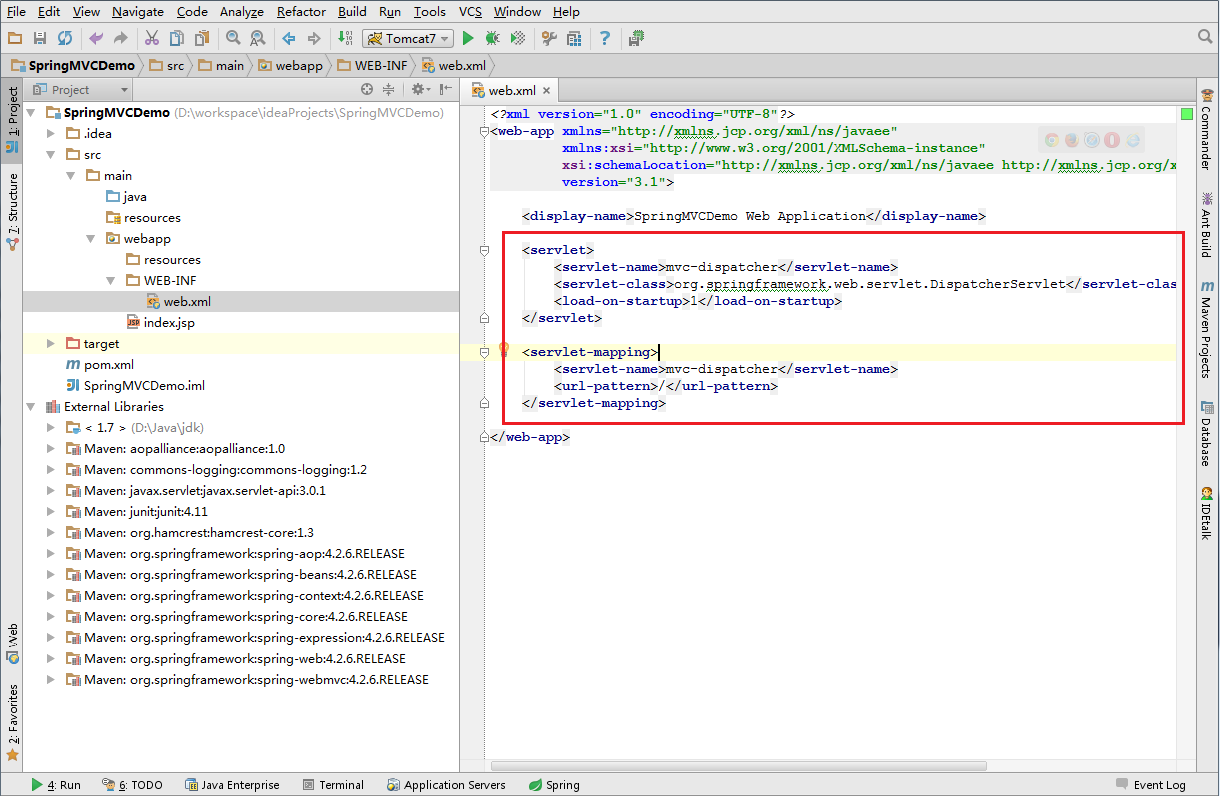 File Edit View Navigate Code Analyze Refactor Build Run Tools VCS Window Help
Tomcat7
SpringMVCDemo src main webapp WEB-INF web.xml
Project
web.xml
1: Project
7: Structure
Web
2: Favorites
SpringMVCDemo (D:\workspace\ideaProjects\SpringMVCDemo)
.idea
src
main
java
resources
webapp
resources
WEB-INF
web.xml
index.jsp
target
pom.xml
SpringMVCDemo.iml
External Libraries
< 1.7 > (D:\Java\jdk)
Maven: aopalliance:aopalliance:1.0
Maven: commons-logging:commons-logging:1.2
Maven: javax.servlet:javax.servlet-api:3.0.1
Maven: junit:junit:4.11
Maven: org.hamcrest:hamcrest-core:1.3
Maven: org.springframework:spring-aop:4.2.6.RELEASE
Maven: org.springframework:spring-beans:4.2.6.RELEASE
Maven: org.springframework:spring-context:4.2.6.RELEASE
Maven: org.springframework:spring-core:4.2.6.RELEASE
Maven: org.springframework:spring-expression:4.2.6.RELEASE
Maven: org.springframework:spring-web:4.2.6.RELEASE
Maven: org.springframework:spring-webmvc:4.2.6.RELEASE
<?xml version="1.0" encoding="UTF-8"?>
<web-app xmlns="http://xmlns.jcp.org/xml/ns/javaee"
xmlns:xsi="http://www.w3.org/2001/XMLSchema-instance"
xsi:schemaLocation="http://xmlns.jcp.org/xml/ns/javaee http://xmlns.jcp.org/x
version="3.1">
<display-name>SpringMVCDemo Web Application</display-name>
<servlet>
<servlet-name>mvc-dispatcher</servlet-name>
<servlet-class>org.springframework.web.servlet.DispatcherServlet</servlet-clas
<load-on-startup>1</load-on-startup>
</servlet>
<servlet-mapping>
<servlet-name>mvc-dispatcher</servlet-name>
<url-pattern>/</url-pattern>
</servlet-mapping>
</web-app>
Commander
Ant Build
Maven Projects
Database
IDEtalk
4: Run 6: TODO Java Enterprise Terminal Application Servers Spring Event Log